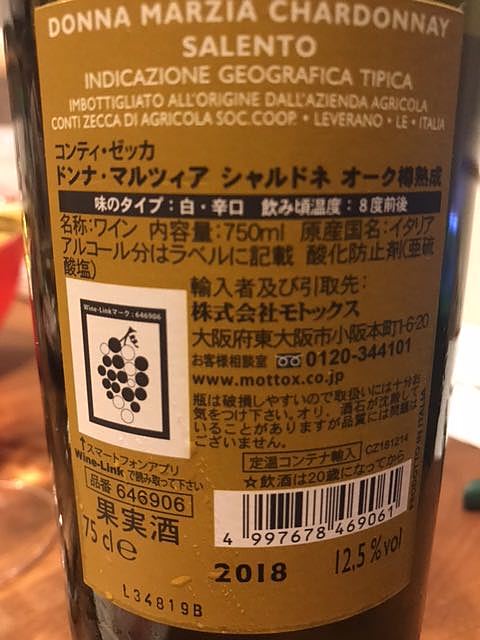 DONNA MARZIA CHARDONNAY
SALENTO
INDICAZIONE GEOGRAFICA TIPICA
IMBOTTIGLIATO ALL'ORIGINE DALL'AZIENDA AGRICOLA
CONTI ZECCA DI AGRICOLA SOC. COOP. • LEVERANO • LE • ITALIA
コンティ・ゼッカ
ドンナ・マルツィア シャルドネ オーク樽熟成
味のタイプ:白・辛口 飲み頃温度:8度前後
名称:ワイン 内容量:750ml 原産国名:イタリア
アルコール分はラベルに記載 酸化防止剤(亜硫
酸塩)
輸入者及び引取先:
株式会社モトックス
大阪府東大阪市小阪本町1-6-20
お客様相談室 0120-344101
www.mottox.co.jp
瓶は破損しやすいので取扱いには十分お
気をつけ下さい。オリ、酒石が沈殿して
いることがありますが品質には問題は
ございません。
Wine-Linkマーク:646906
↑スマートフォンアプリ
Wine-Linkで読み取って下さい
定温コンテナ輸入 CZ181214
☆飲酒は20歳になってから
品番 646906
果実酒
75 cl e
4 997678 469061
2018
12,5 % vol
L34819B